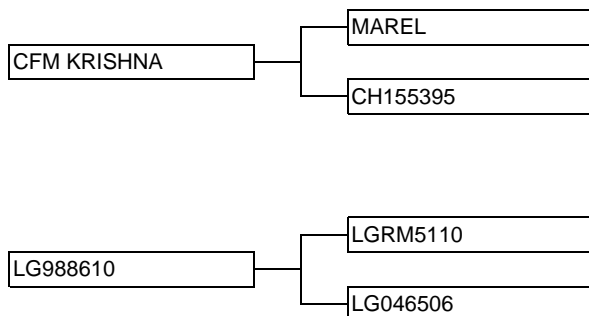 MAREL
CFM KRISHNA
CH155395
LGRM5110
LG988610
LG046506